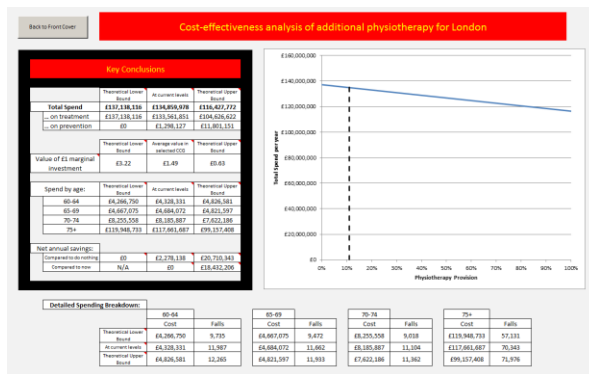 Back to Front Cover
Cost-effectiveness analysis of additional physiotherapy for London
Key Conclusions
Theoretical Lower Bound At current levels Theoretical Upper Bound
Total Spend £137,138,116 £134,859,978 £116,427,772
... on treatment £137,138,116 £133,561,851 £104,626,622
... on prevention £0 £1,298,127 £11,801,151
Theoretical Lower Bound Average value in selected CCG Theoretical Upper Bound
Value of £1 marginal investment £3.22 £1.49 £0.63
Spend by age: Theoretical Lower Bound At current levels Theoretical Upper Bound
60-64 £4,266,750 £4,328,331 £4,826,581
65-69 £4,667,075 £4,684,072 £4,821,597
70-74 £8,255,558 £8,185,887 £7,622,186
75+ £119,948,733 £117,661,687 £99,157,408
Net annual savings:
Compared to do nothing £0 £2,278,138 £20,710,343
Compared to now N/A £0 £18,432,206
£160,000,000
£140,000,000
£120,000,000
£100,000,000
£80,000,000
£60,000,000
£40,000,000
£20,000,000
£0
Total Spend per year
0% 10% 20% 30% 40% 50% 60% 70% 80% 90% 100%
Physiotherapy Provision
Detailed Spending Breakdown:
60-64 65-69 70-74 75+
Cost Falls Cost Falls Cost Falls Cost Falls
Theoretical Lower Bound £4,266,750 9,735 £4,667,075 9,472 £8,255,558 9,018 £119,948,733 57,131
At current levels £4,328,331 11,987 £4,684,072 11,662 £8,185,887 11,104 £117,661,687 70,343
Theoretical Upper Bound £4,826,581 12,265 £4,821,597 11,933 £7,622,186 11,362 £99,157,408 71,976